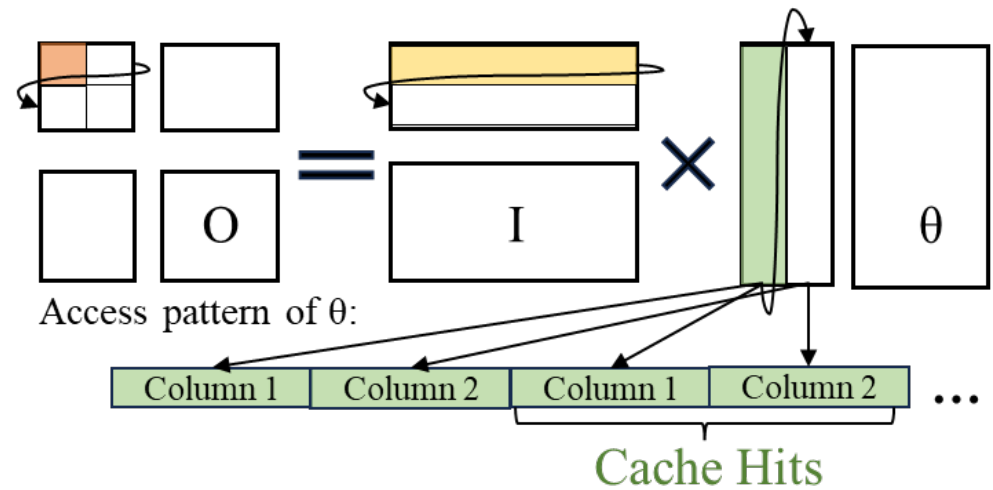 O
I
θ
Access pattern of θ:
Column 1 Column 2 Column 1 Column 2 ...
Cache Hits